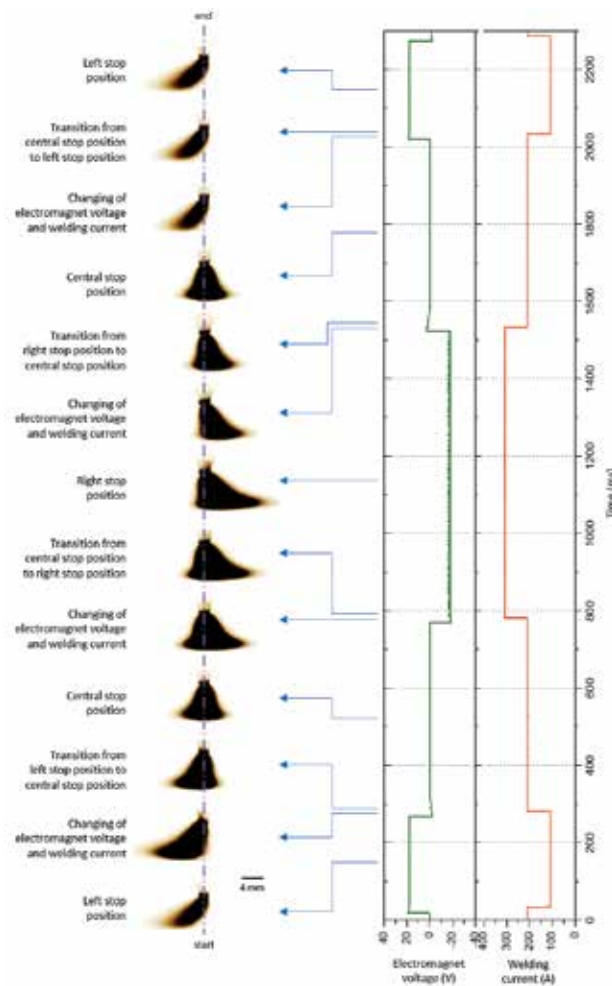 end
Left stop
position
Transition from
central stop position
to left stop position
Changing of
electromagnet voltage
and welding current
Central stop
position
Transition from
right stop position to
central stop position
Changing of
electromagnet voltage
and welding current
Right stop
position
Transition from
central stop position
to right stop position
Changing of
electromagnet voltage
and welding current
Central stop
position
Transition from
left stop position to
central stop position
Changing of
electromagnet voltage
and welding current
4 mm
Left stop
position
start
2200
2000
1800
1600
1400
1200
1000
800
600
400
200
0
Time (ms)
40
20
0
-20
400
300
200
100
0
Electromagnet
voltage (V)
Welding
current (A)